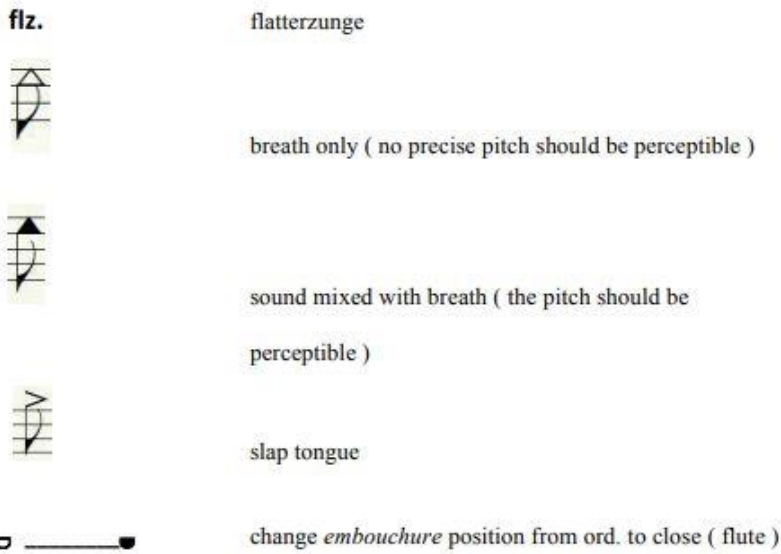 flz. flatterzunge
breath only ( no precise pitch should be perceptible )
sound mixed with breath ( the pitch should be
perceptible )
slap tongue
change embouchure position from ord. to close ( flute )